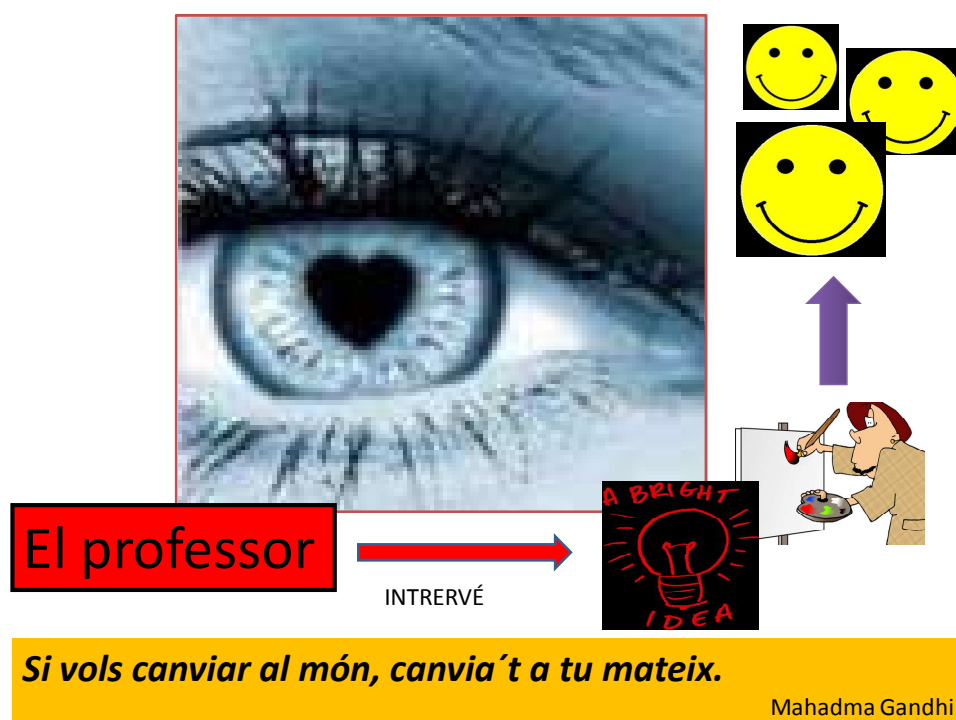 El professor
INTRERVÉ
A BRIGHT
IDEA
Si vols canviar al món, canvia´t a tu mateix.
Mahadma Gandhi